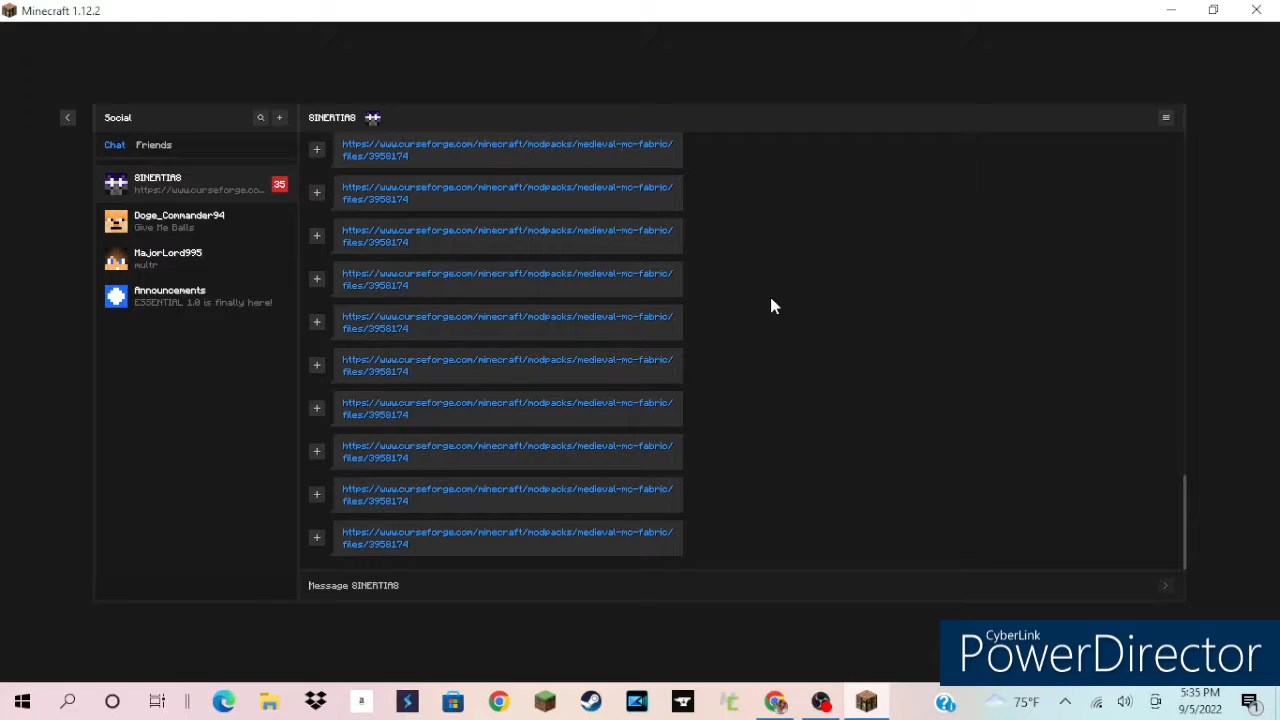 Minecraft 1.12.2
Social
8INERTIA8
Chat
Friends
8INERTIA8
https://www.curseforge.co...
35
Doge_Commander94
Give Me Balls
MajorLord995
multr
Announcements
ESSENTIAL 1.0 is finally here!
https://www.curseforge.com/minecraft/modpacks/medieval-mc-fabric/
files/3958174
https://www.curseforge.com/minecraft/modpacks/medieval-mc-fabric/
files/3958174
https://www.curseforge.com/minecraft/modpacks/medieval-mc-fabric/
files/3958174
https://www.curseforge.com/minecraft/modpacks/medieval-mc-fabric/
files/3958174
https://www.curseforge.com/minecraft/modpacks/medieval-mc-fabric/
files/3958174
https://www.curseforge.com/minecraft/modpacks/medieval-mc-fabric/
files/3958174
https://www.curseforge.com/minecraft/modpacks/medieval-mc-fabric/
files/3958174
https://www.curseforge.com/minecraft/modpacks/medieval-mc-fabric/
files/3958174
https://www.curseforge.com/minecraft/modpacks/medieval-mc-fabric/
files/3958174
https://www.curseforge.com/minecraft/modpacks/medieval-mc-fabric/
files/3958174
Message 8INERTIA8
CyberLink
PowerDirector
a
75°F
5:35 PM
9/5/2022
1